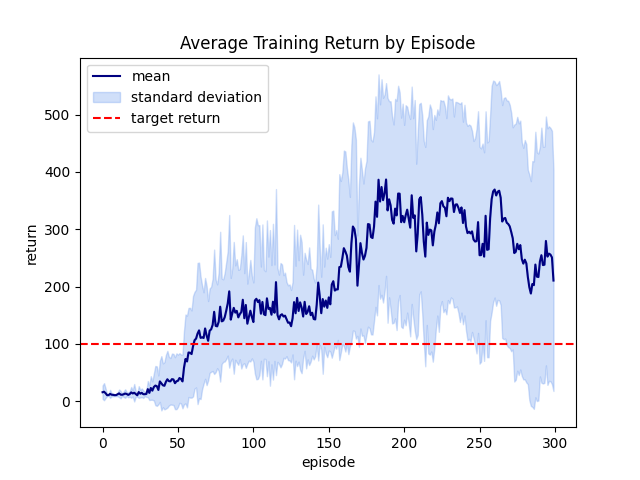 Average Training Return by Episode
mean
standard deviation
target return
return
500
400
300
200
100
0
0 50 100 150 200 250 300
episode